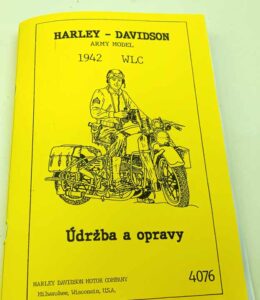 HARLEY - DAVIDSON
ARMY MODEL
1942 WLC
Údržba a opravy
HARLEY DAVIDSON MOTOR COMPANY
Milwaukee, Wisconsin, U.S.A.
4076